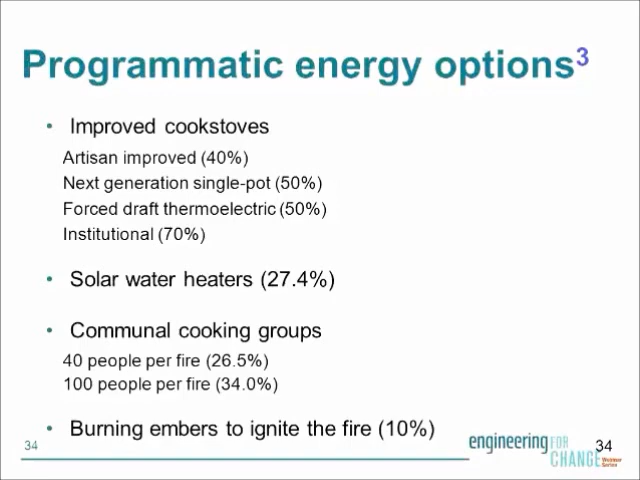 Programmatic energy options³
• Improved cookstoves
Artisan improved (40%)
Next generation single-pot (50%)
Forced draft thermoelectric (50%)
Institutional (70%)
• Solar water heaters (27.4%)
• Communal cooking groups
40 people per fire (26.5%)
100 people per fire (34.0%)
• Burning embers to ignite the fire (10%)
34
engineering FOR
CHANGE Webinar
Series
34